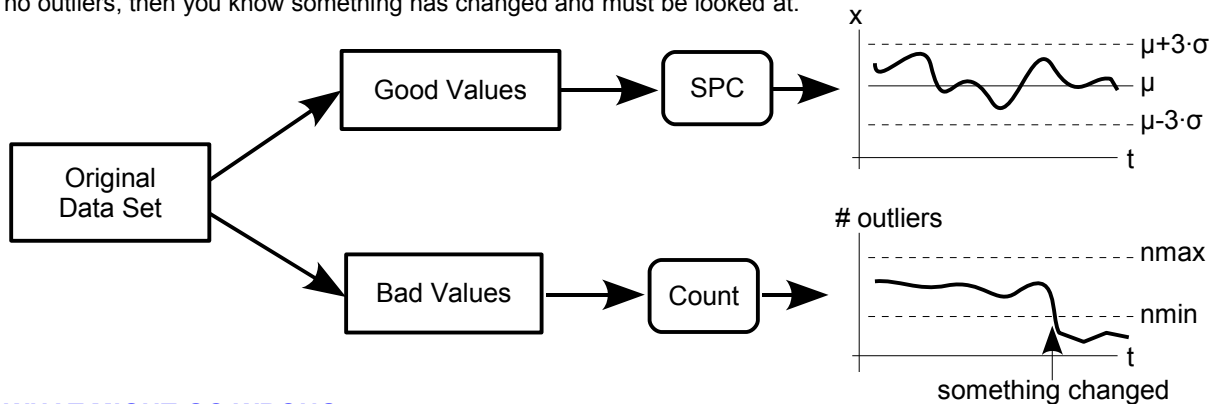 no outliers, then you know something has changed and must be looked at.
x
μ+3·σ
Good Values
SPC
μ
μ-3·σ
t
Original
Data Set
# outliers
nmax
Bad Values
Count
nmin
t
something changed